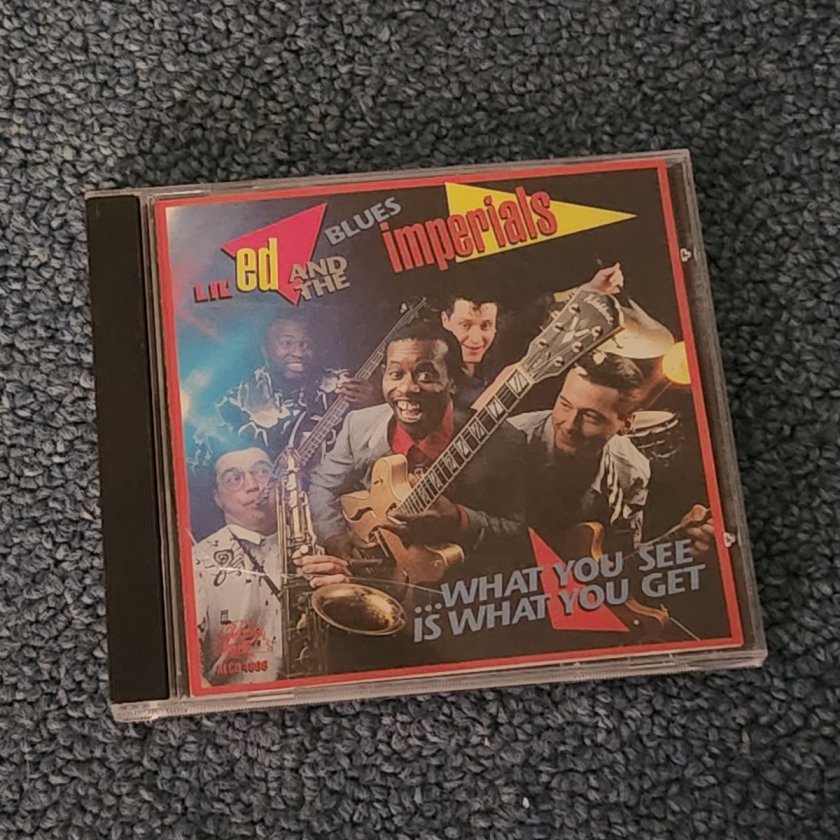 LIL' ed AND THE BLUES imperials
...WHAT YOU SEE
IS WHAT YOU GET